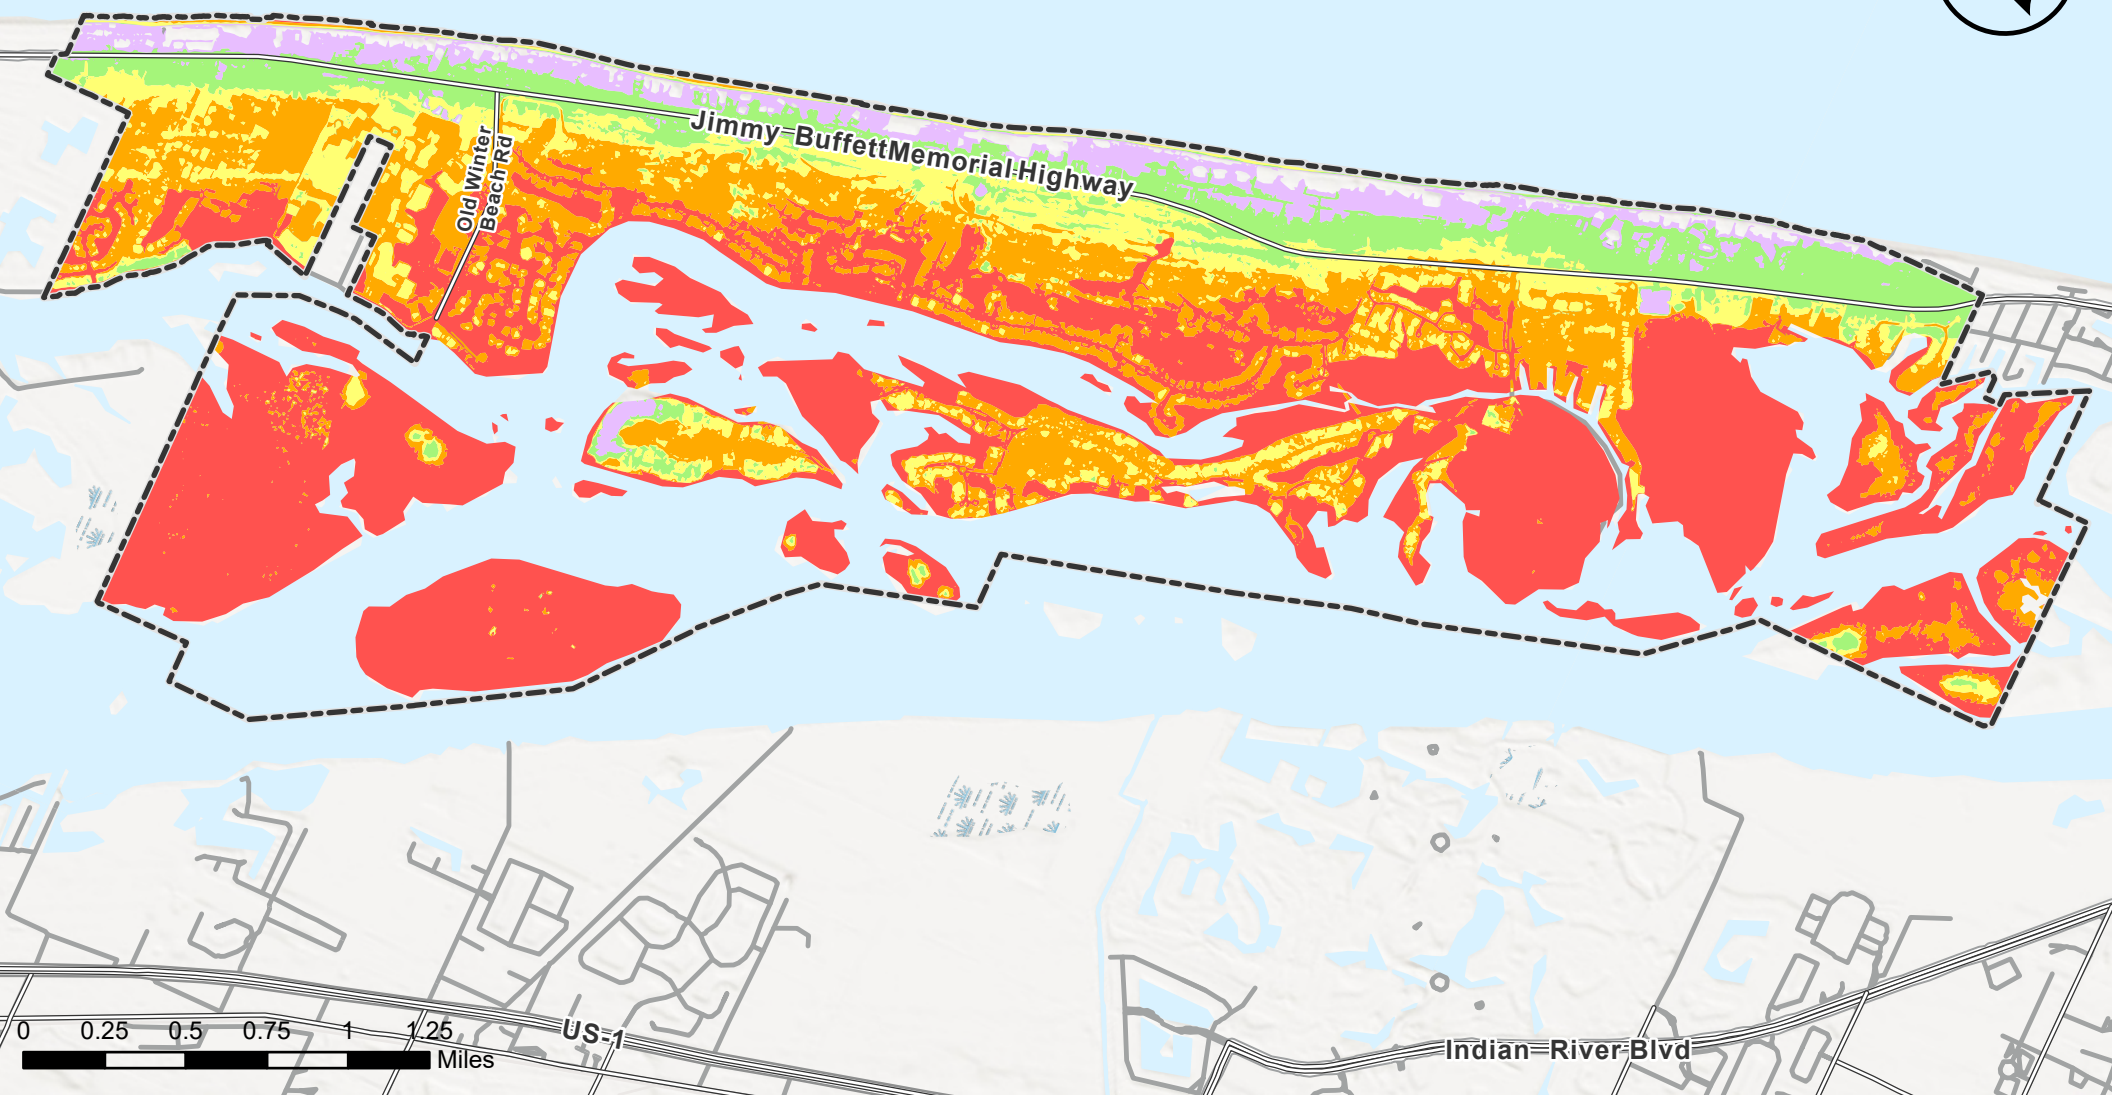 Jimmy Buffett Memorial Highway
Old Winter
Beach Rd
US-1
Indian River Blvd
0 0.25 0.5 0.75 1 1.25
Miles